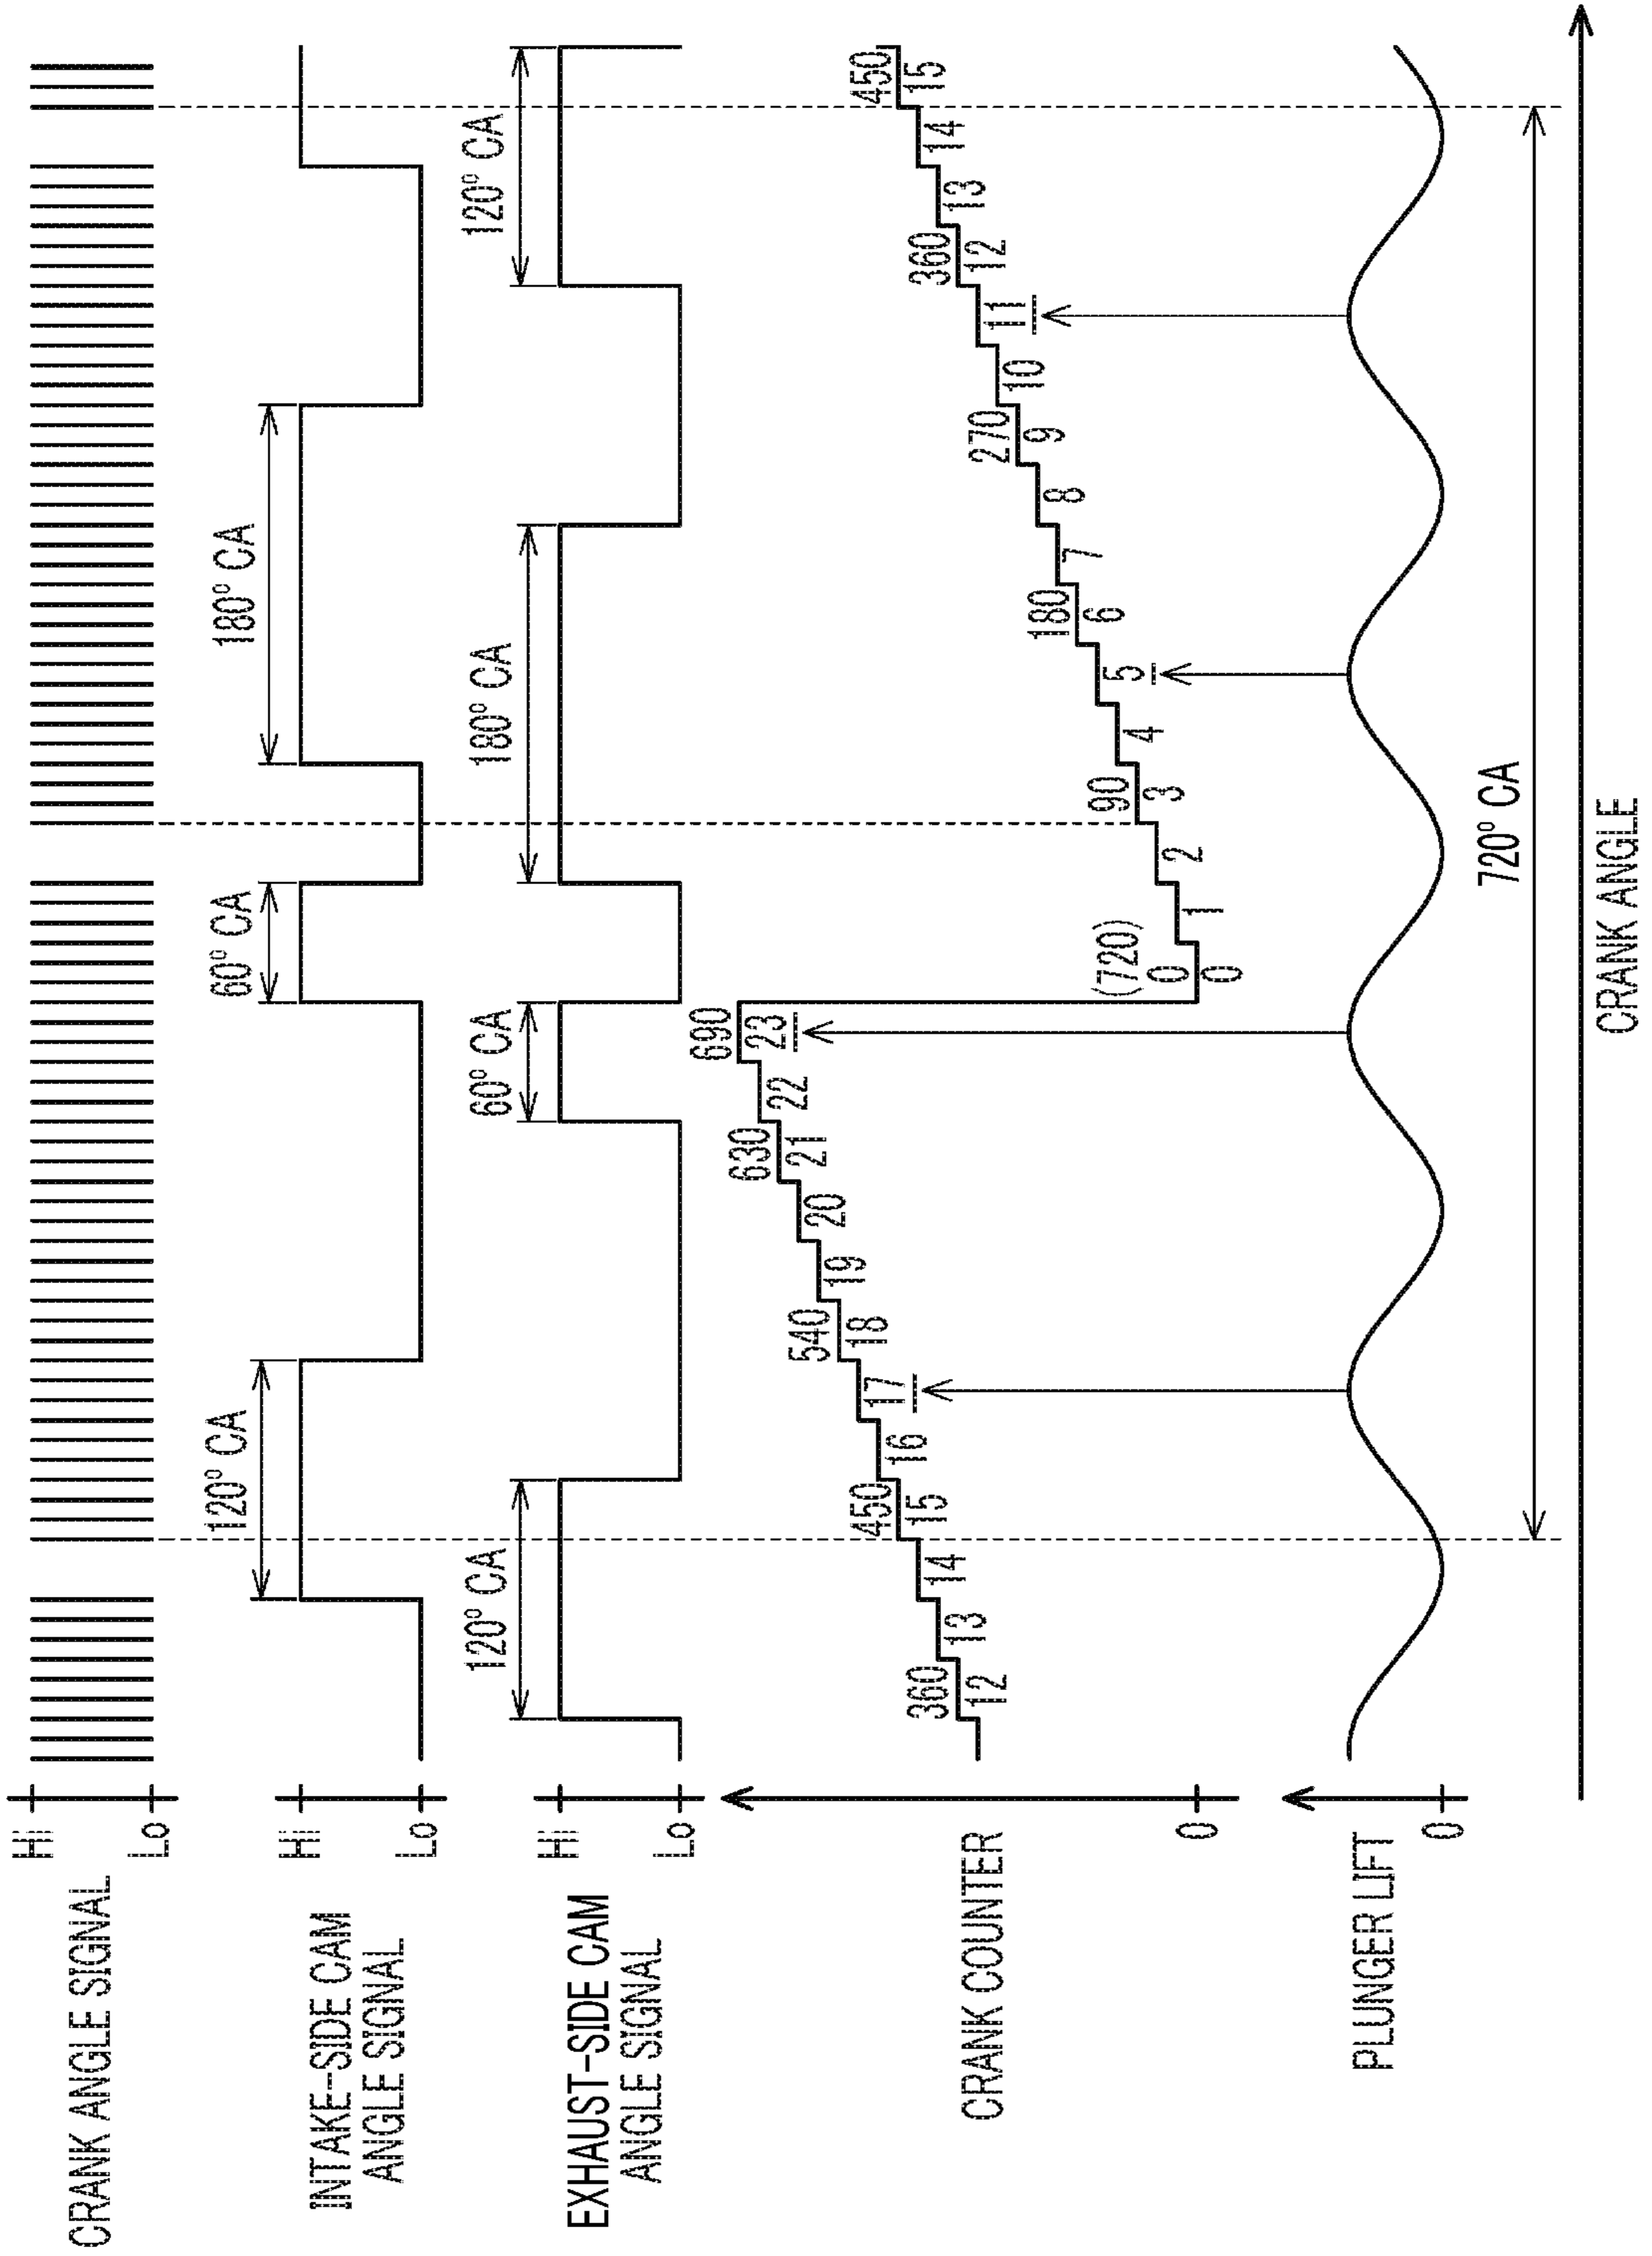 CRANK ANGLE SIGNAL
Hi
Lo
INTAKE-SIDE CAM
ANGLE SIGNAL
Hi
Lo
120° CA
60° CA
180° CA
EXHAUST-SIDE CAM
ANGLE SIGNAL
Hi
Lo
120° CA
60° CA
180° CA
120° CA
CRANK COUNTER
0
360
12
13
14
450
15
16
17
540
18
19
20
630
21
22
690
23
(720)
0
0
1
2
90
3
4
5
180
6
7
8
270
9
10
11
360
12
13
14
450
15
PLUNGER LIFT
0
720° CA
CRANK ANGLE